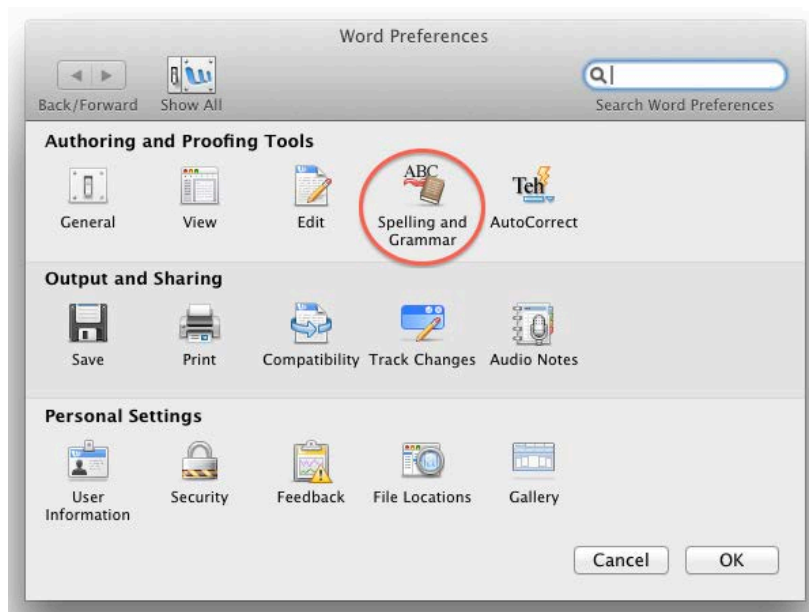 Word Preferences
Back/Forward Show All Search Word Preferences
Authoring and Proofing Tools
ABC Teh
General View Edit Spelling and Grammar AutoCorrect
Output and Sharing
Save Print Compatibility Track Changes Audio Notes
Personal Settings
User Information Security Feedback File Locations Gallery
Cancel OK